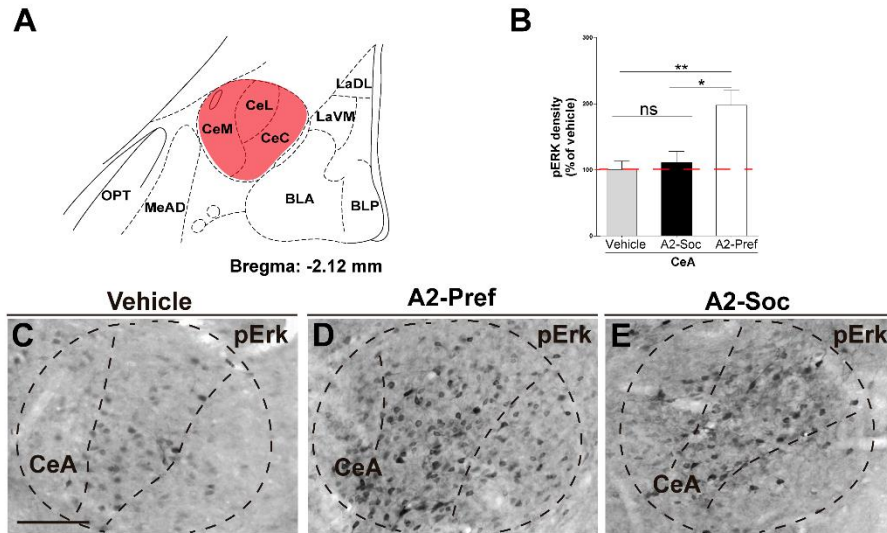 A
CeL
CeM
CeC
LaDL
LaVM
OPT
MeAD
BLA
BLP
Bregma: -2.12 mm
B
pERK density
(% of vehicle)
300
200
100
0
**
*
ns
Vehicle
A2-Soc
A2-Pref
CeA
Vehicle
A2-Pref
A2-Soc
C
pErk
CeA
D
pErk
CeA
E
pErk
CeA